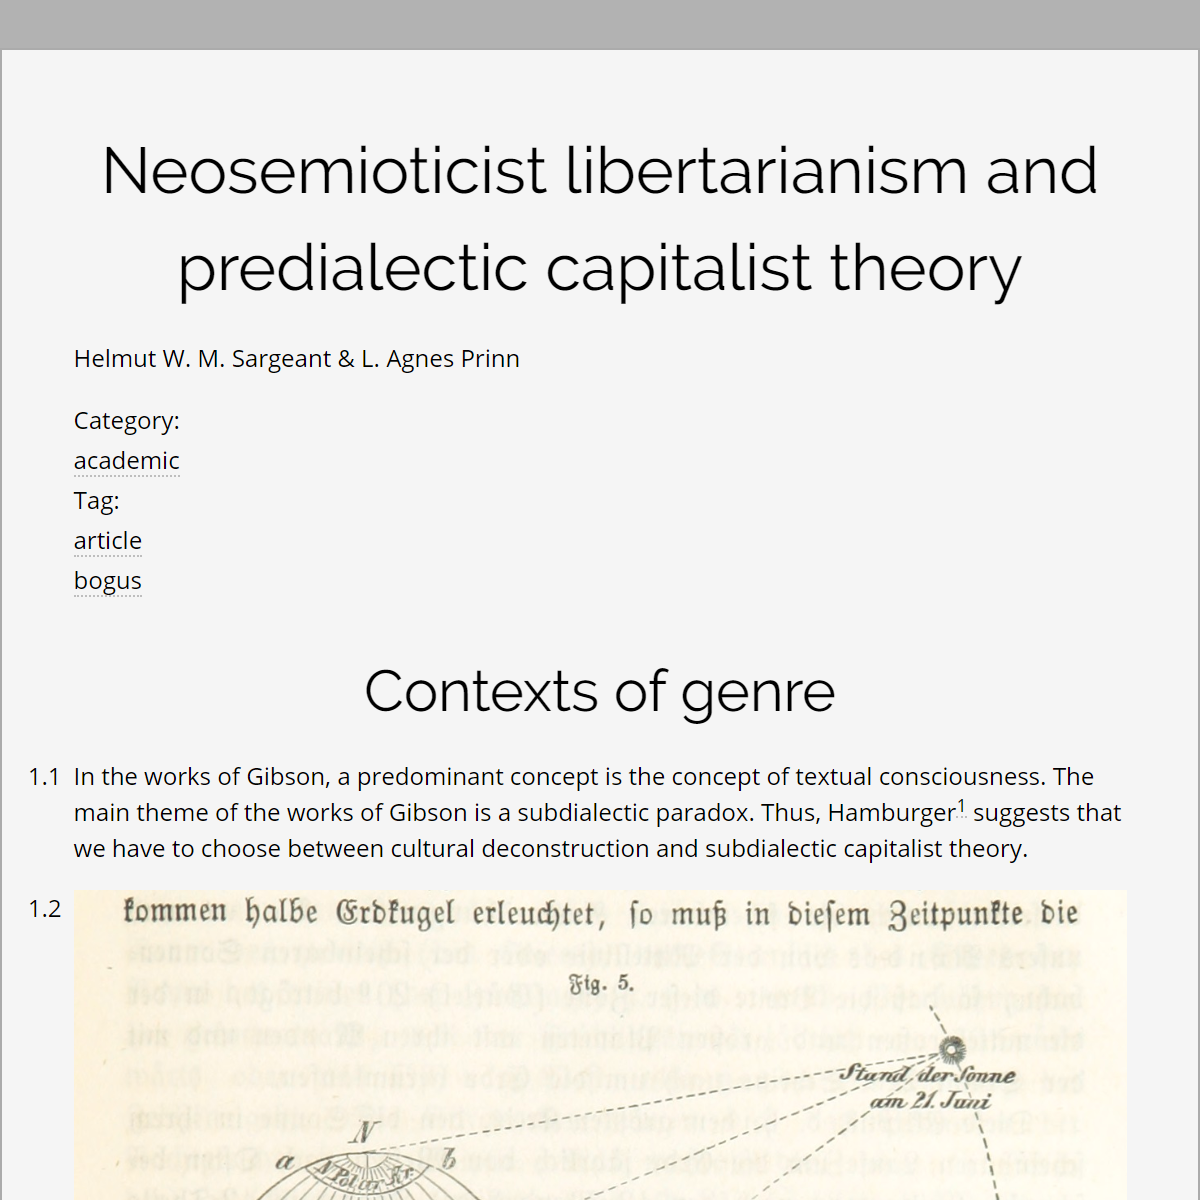 Neosemioticist libertarianism and
predialectic capitalist theory
Helmut W. M. Sargeant & L. Agnes Prinn
Category:
academic
Tag:
article
bogus
Contexts of genre
1.1 In the works of Gibson, a predominant concept is the concept of textual consciousness. The
main theme of the works of Gibson is a subdialectic paradox. Thus, Hamburger1 suggests that
we have to choose between cultural deconstruction and subdialectic capitalist theory.
1.2
kommen halbe Erdkugel erleuchtet, ſo muß in dieſem Zeitpunkte die
Fig. 5.
Stand der Sonne
am 21. Juni
N
a
b
N Polar Kr.